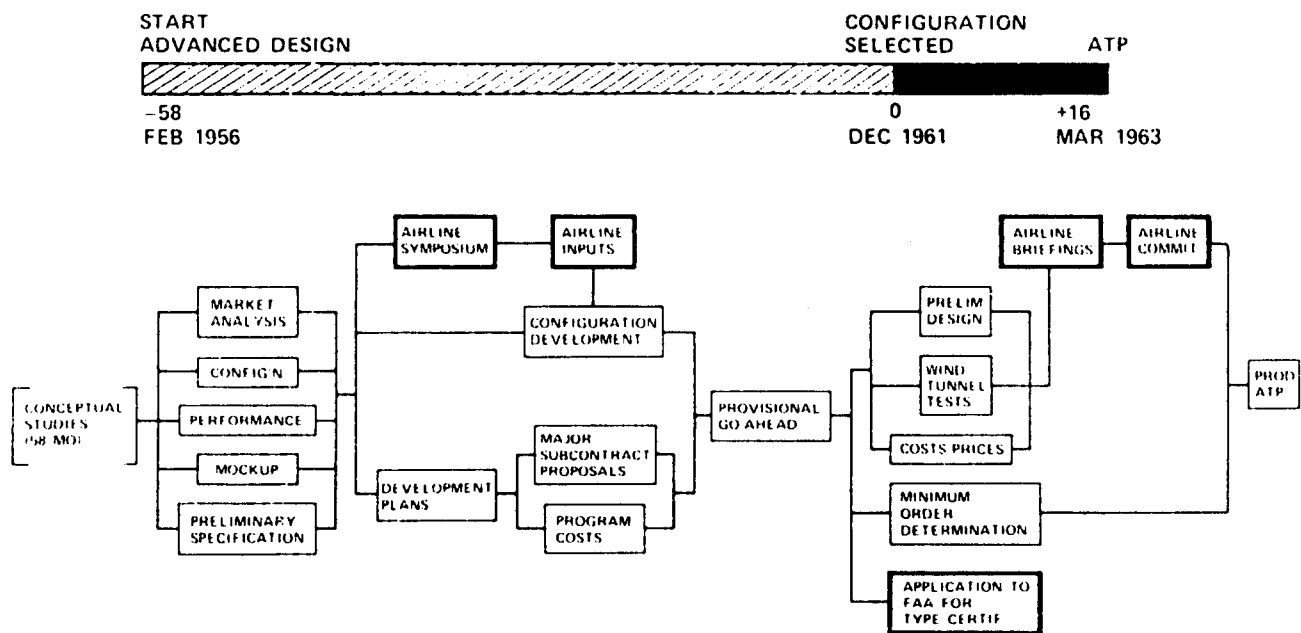 START
ADVANCED DESIGN
CONFIGURATION
SELECTED
ATP
-58
FEB 1956
0
DEC 1961
+16
MAR 1963
CONCEPTUAL
STUDIES
(58 MO)
MARKET
ANALYSIS
CONFIG'N
PERFORMANCE
MOCKUP
PRELIMINARY
SPECIFICATION
AIRLINE
SYMPOSIUM
AIRLINE
INPUTS
CONFIGURATION
DEVELOPMENT
DEVELOPMENT
PLANS
MAJOR
SUBCONTRACT
PROPOSALS
PROGRAM
COSTS
PROVISIONAL
GO AHEAD
PRELIM
DESIGN
WIND
TUNNEL
TESTS
COSTS PRICES
MINIMUM
ORDER
DETERMINATION
APPLICATION TO
FAA FOR
TYPE CERTIF
AIRLINE
BRIEFINGS
AIRLINE
COMMIT
PROD
ATP